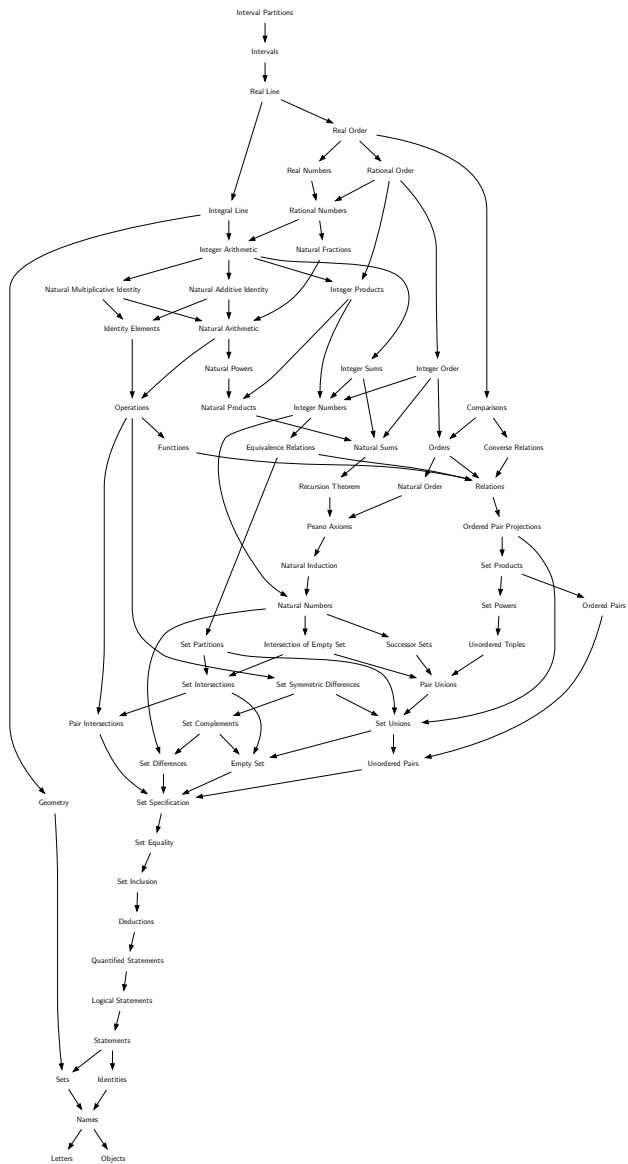 Interval Partitions
Intervals
Real Line
Real Order
Real Numbers
Rational Order
Integral Line
Rational Numbers
Integer Arithmetic
Natural Fractions
Natural Multiplicative Identity
Natural Additive Identity
Integer Products
Identity Elements
Natural Arithmetic
Natural Powers
Integer Sums
Integer Order
Operations
Natural Products
Integer Numbers
Comparisons
Functions
Equivalence Relations
Natural Sums
Orders
Converse Relations
Recursion Theorem
Natural Order
Relations
Peano Axioms
Ordered Pair Projections
Natural Induction
Set Products
Natural Numbers
Set Powers
Ordered Pairs
Set Partitions
Intersection of Empty Set
Successor Sets
Unordered Triples
Set Intersections
Set Symmetric Differences
Pair Unions
Pair Intersections
Set Complements
Set Unions
Set Differences
Empty Set
Unordered Pairs
Geometry
Set Specification
Set Equality
Set Inclusion
Deductions
Quantified Statements
Logical Statements
Statements
Sets
Identities
Names
Letters
Objects